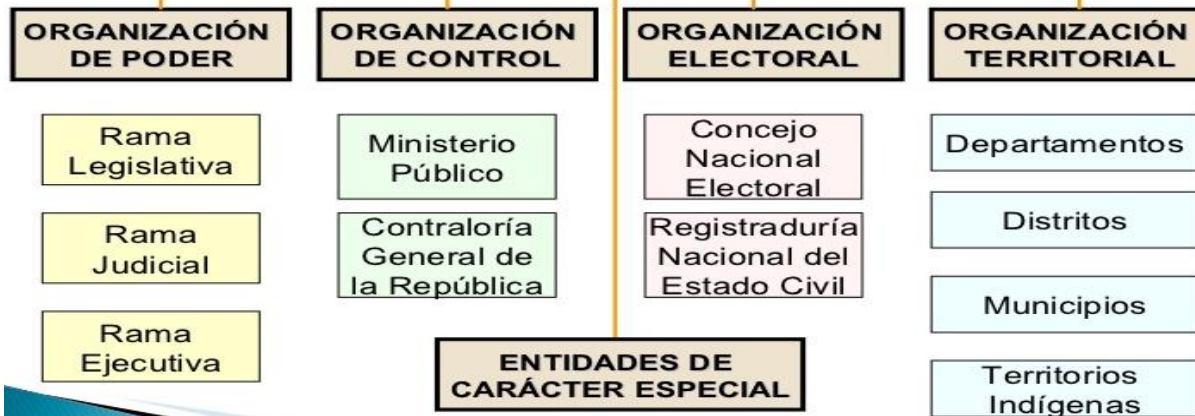 ORGANIZACIÓN
DE PODER
Rama
Legislativa
Rama
Judicial
Rama
Ejecutiva
ORGANIZACIÓN
DE CONTROL
Ministerio
Público
Contraloría
General de
la República
ORGANIZACIÓN
ELECTORAL
Concejo
Nacional
Electoral
Registraduría
Nacional del
Estado Civil
ORGANIZACIÓN
TERRITORIAL
Departamentos
Distritos
Municipios
Territorios
Indígenas
ENTIDADES DE
CARÁCTER ESPECIAL